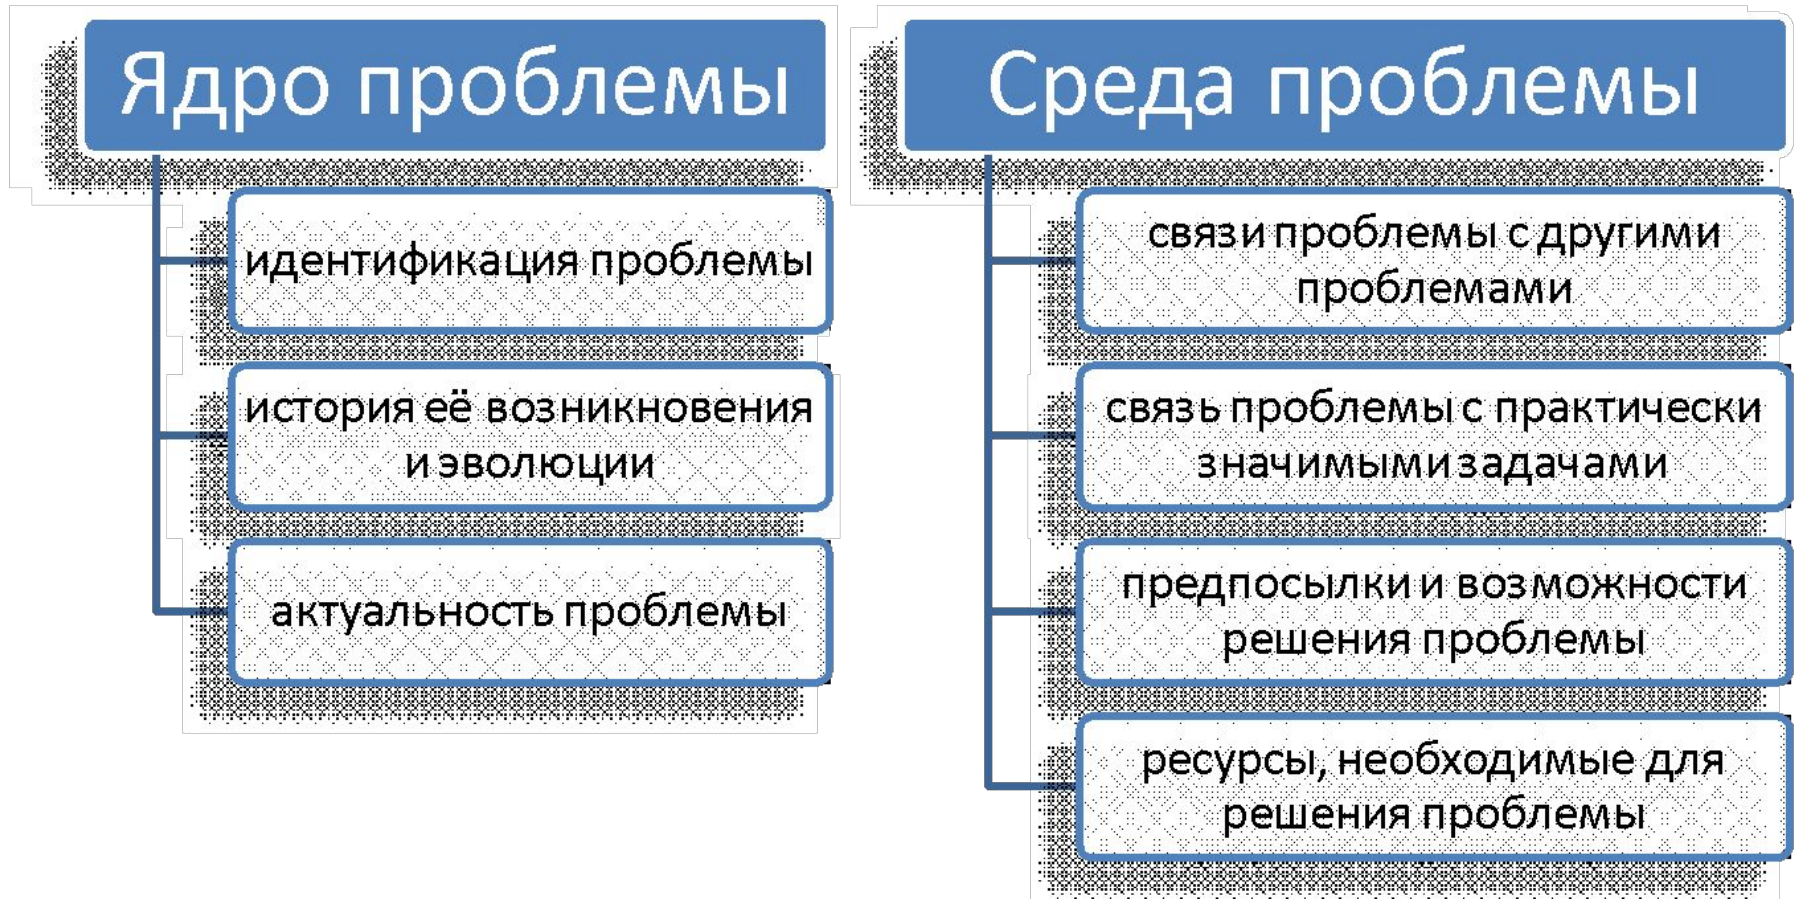 Ядро проблемы
идентификация проблемы
история её возникновения
и эволюции
актуальность проблемы
Среда проблемы
связи проблемы с другими
проблемами
связь проблемы с практически
значимыми задачами
предпосылки и возможности
решения проблемы
ресурсы, необходимые для
решения проблемы